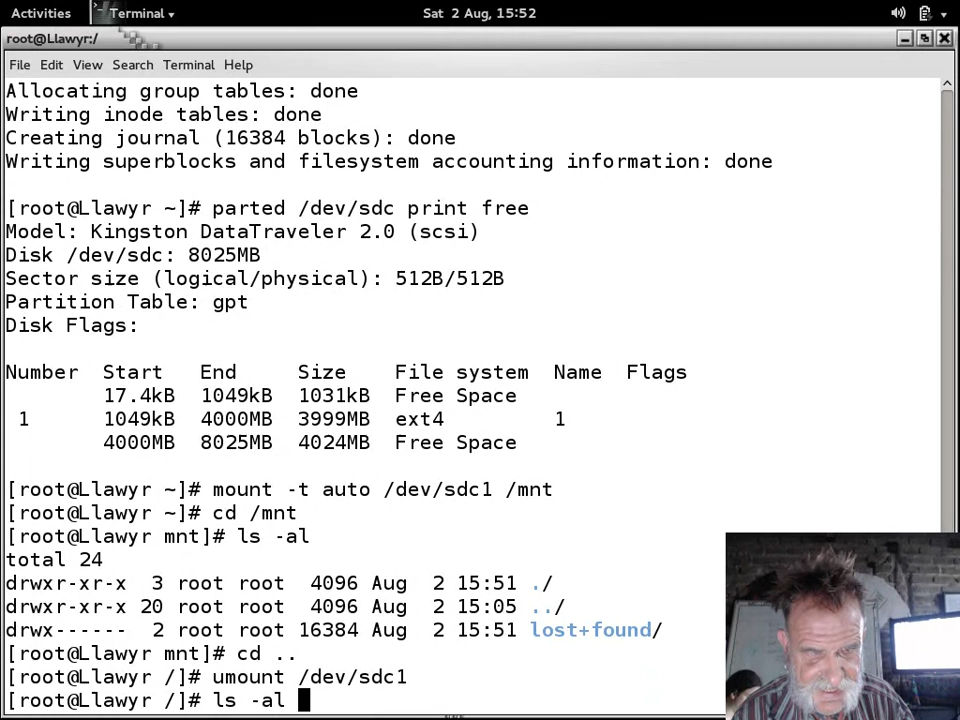 Activities Terminal Sat 2 Aug, 15:52
root@Llawyr:/
File Edit View Search Terminal Help
Allocating group tables: done
Writing inode tables: done
Creating journal (16384 blocks): done
Writing superblocks and filesystem accounting information: done
[root@Llawyr ~]# parted /dev/sdc print free
Model: Kingston DataTraveler 2.0 (scsi)
Disk /dev/sdc: 8025MB
Sector size (logical/physical): 512B/512B
Partition Table: gpt
Disk Flags:
Number Start End Size File system Name Flags
17.4kB 1049kB 1031kB Free Space
1 1049kB 4000MB 3999MB ext4 1
4000MB 8025MB 4024MB Free Space
[root@Llawyr ~]# mount -t auto /dev/sdc1 /mnt
[root@Llawyr ~]# cd /mnt
[root@Llawyr mnt]# ls -al
total 24
drwxr-xr-x 3 root root 4096 Aug 2 15:51 ./
drwxr-xr-x 20 root root 4096 Aug 2 15:05 ../
drwx------ 2 root root 16384 Aug 2 15:51 lost+found/
[root@Llawyr mnt]# cd ..
[root@Llawyr /]# umount /dev/sdc1
[root@Llawyr /]# ls -al